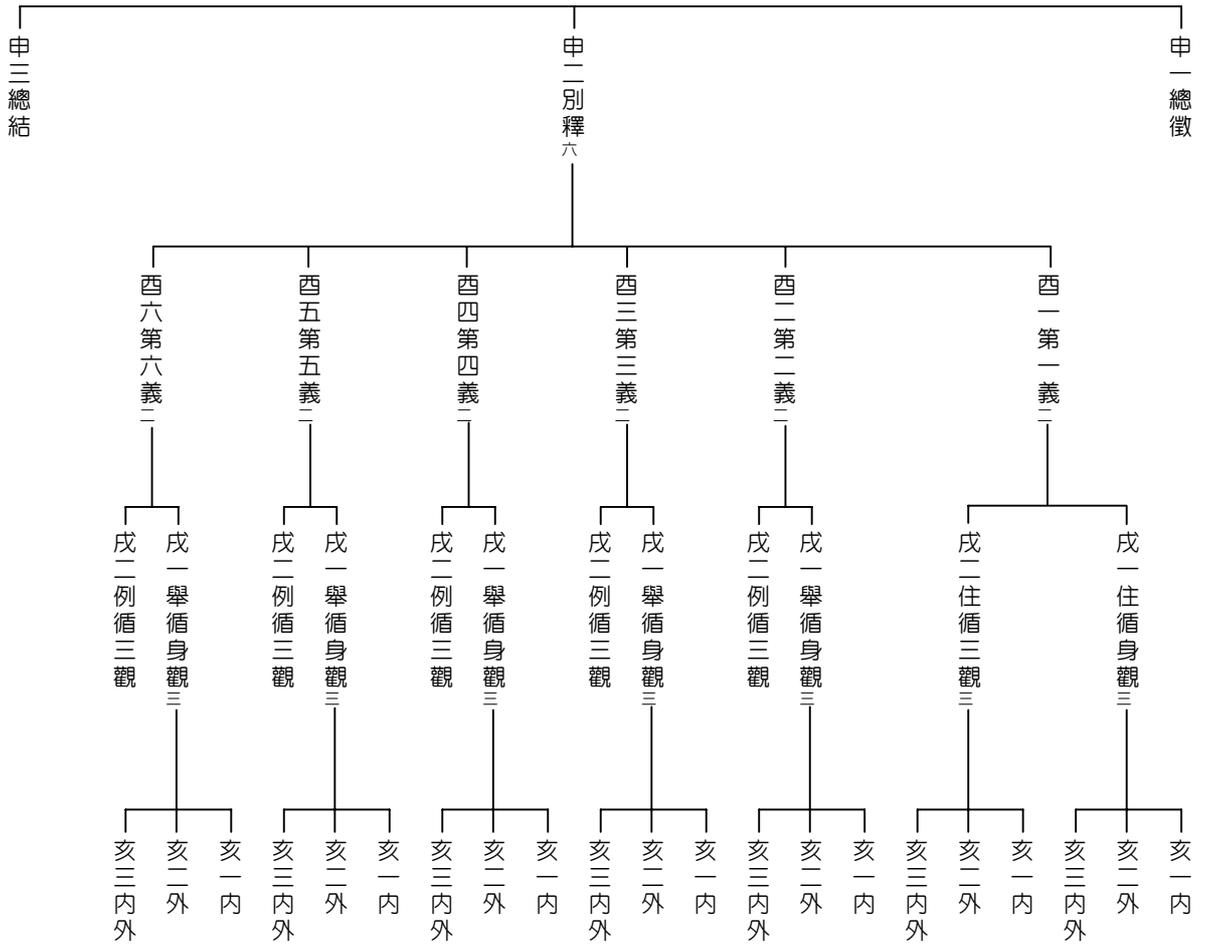 申一總徵
申二別釋六
申三總結
酉一第一義二
酉二第二義二
酉三第三義二
酉四第四義二
酉五第五義二
酉六第六義二
戌一住循身觀三
戌二住循三觀三
戌一舉循身觀三
戌二例循三觀
戌一舉循身觀三
戌二例循三觀
戌一舉循身觀三
戌二例循三觀
戌一舉循身觀三
戌二例循三觀
戌一舉循身觀三
戌二例循三觀
亥一內
亥二外
亥三內外
亥一內
亥二外
亥三內外
亥一內
亥二外
亥三內外
亥一內
亥二外
亥三內外
亥一內
亥二外
亥三內外
亥一內
亥二外
亥三內外
亥一內
亥二外
亥三內外